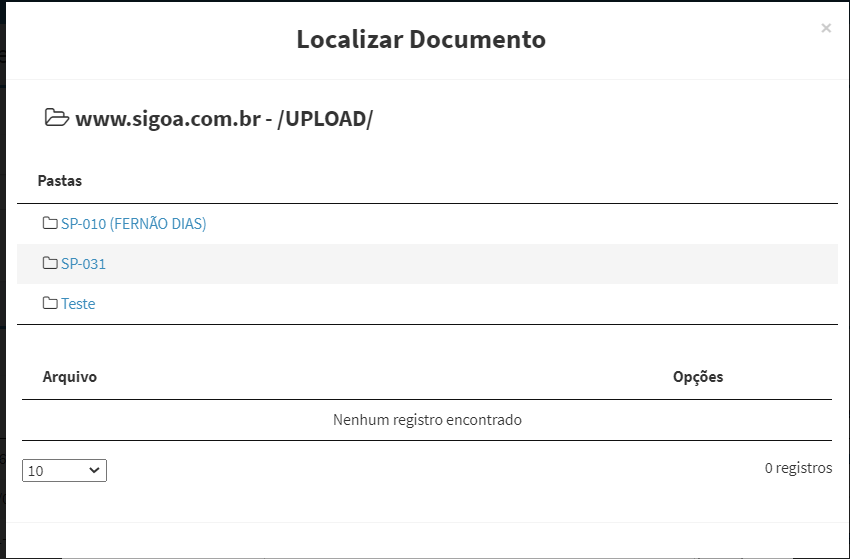 Localizar Documento
×
www.sigoa.com.br - /UPLOAD/
Pastas
SP-010 (FERNÃO DIAS)
SP-031
Teste
Arquivo Opções
Nenhum registro encontrado
10 0 registros